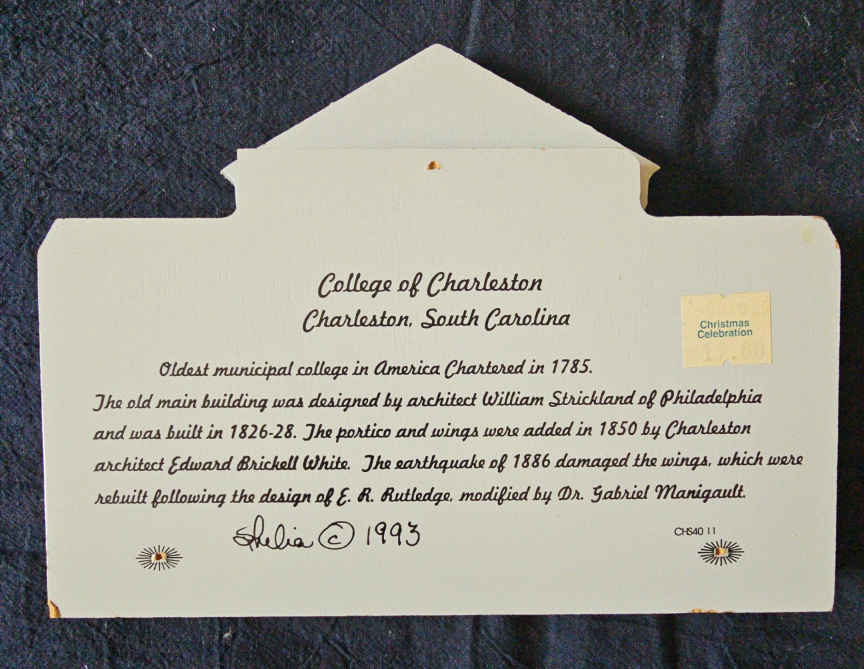 College of Charleston
Charleston, South Carolina
Christmas
Celebration
Oldest municipal college in America Chartered in 1785.
The old main building was designed by architect William Strickland of Philadelphia
and was built in 1826-28. The portico and wings were added in 1850 by Charleston
architect Edward Brickell White. The earthquake of 1886 damaged the wings, which were
rebuilt following the design of E. R. Rutledge, modified by Dr. Gabriel Manigault.
Shelia © 1993
CHS40 11